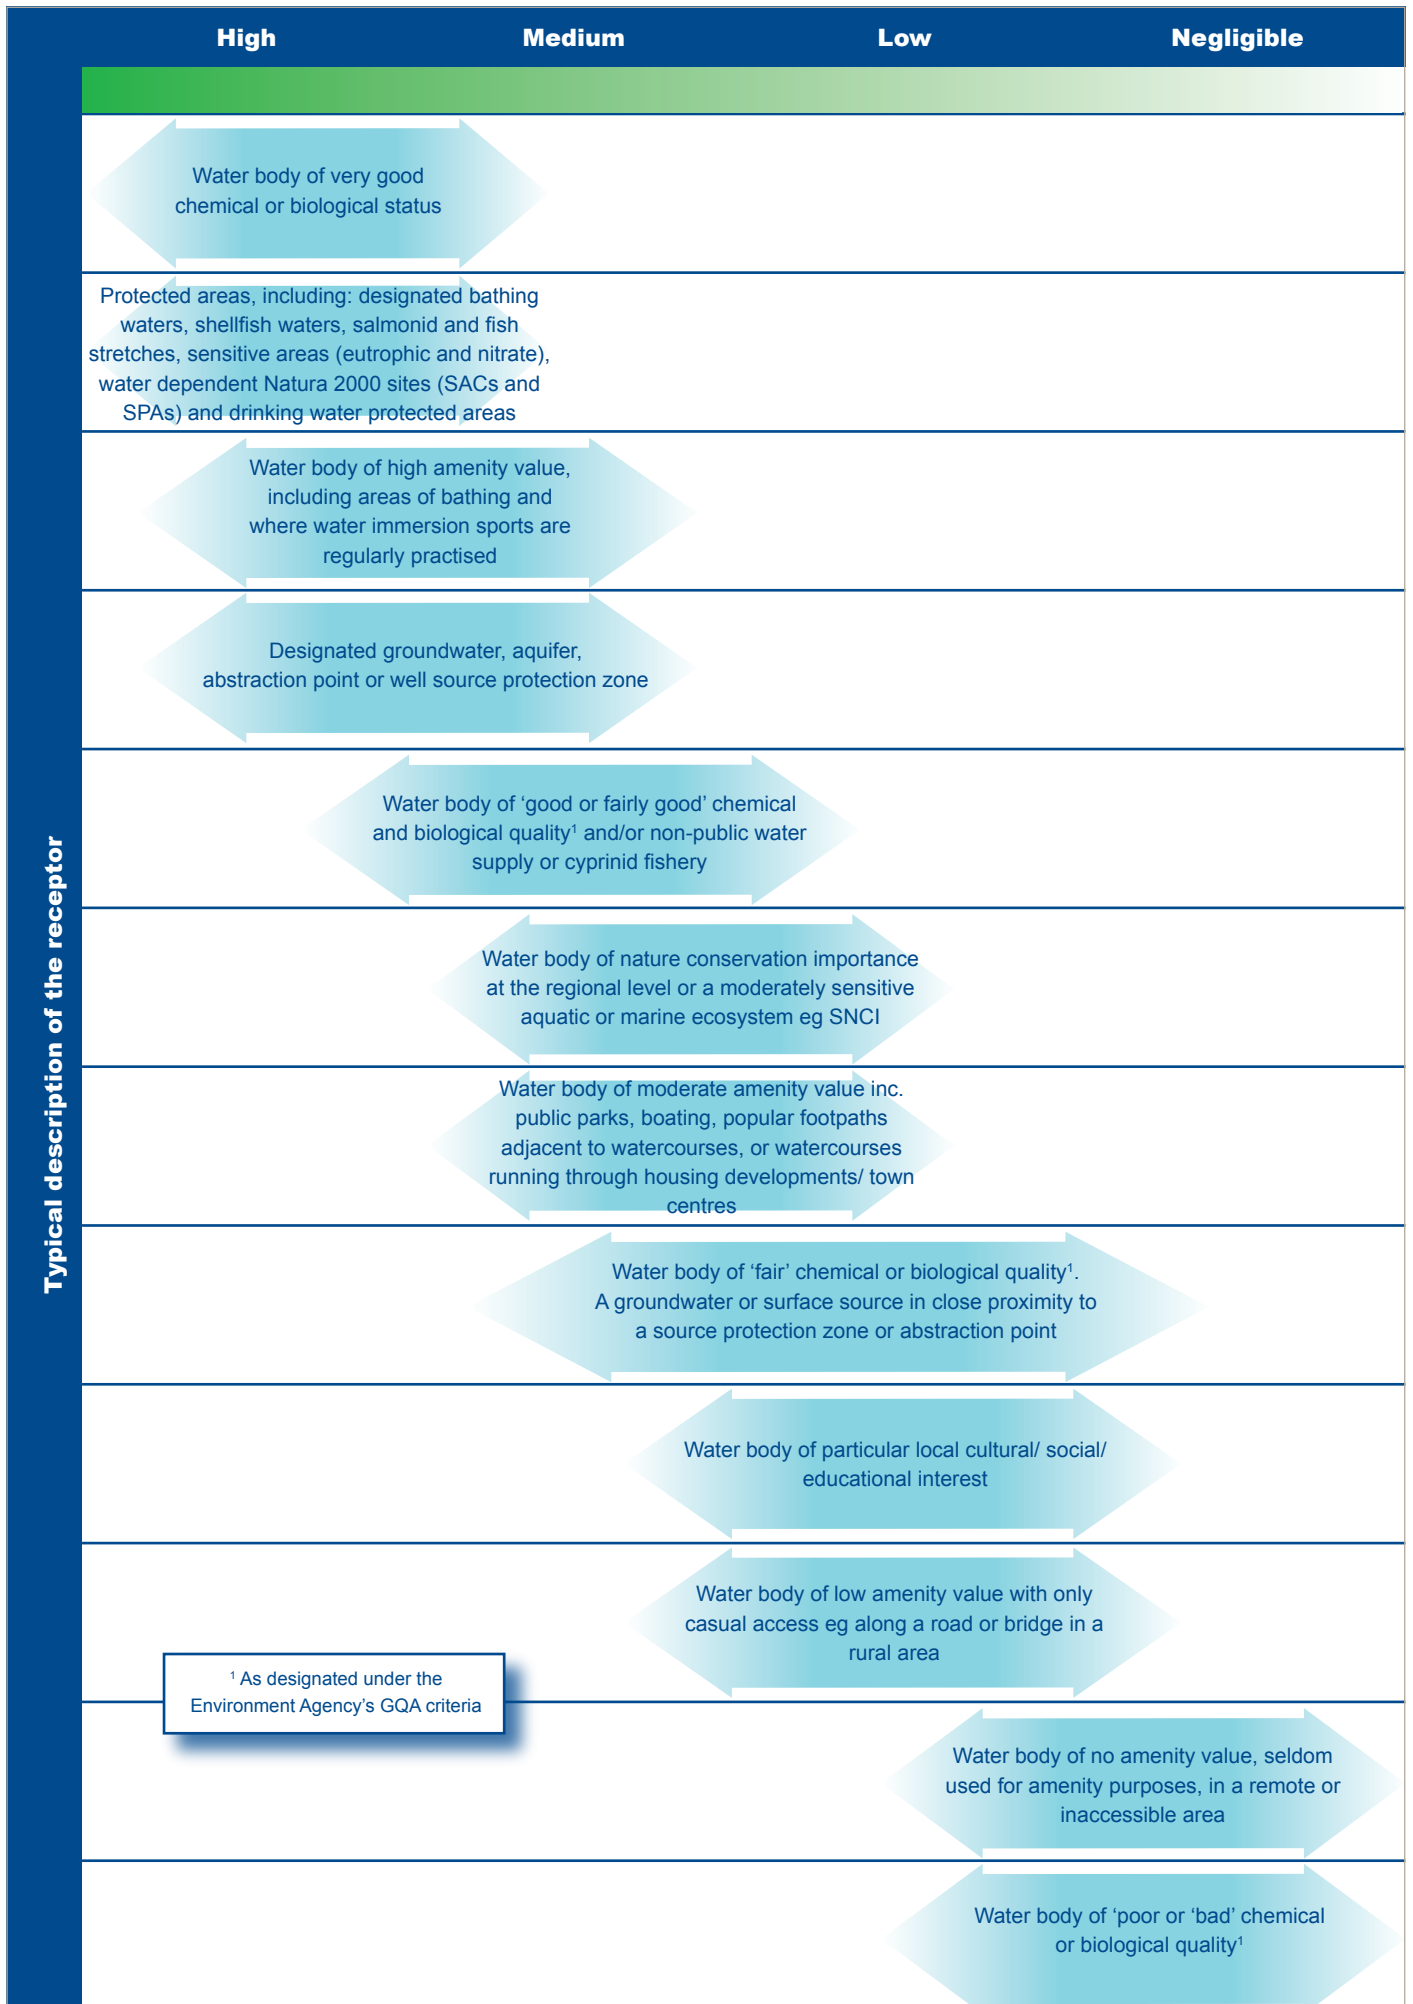 High Medium Low Negligible
Typical description of the receptor
Water body of very good
chemical or biological status
Protected areas, including: designated bathing
waters, shellfish waters, salmonid and fish
stretches, sensitive areas (eutrophic and nitrate),
water dependent Natura 2000 sites (SACs and
SPAs) and drinking water protected areas
Water body of high amenity value,
including areas of bathing and
where water immersion sports are
regularly practised
Designated groundwater, aquifer,
abstraction point or well source protection zone
Water body of ‘good or fairly good’ chemical
and biological quality¹ and/or non-public water
supply or cyprinid fishery
Water body of nature conservation importance
at the regional level or a moderately sensitive
aquatic or marine ecosystem eg SNCI
Water body of moderate amenity value inc.
public parks, boating, popular footpaths
adjacent to watercourses, or watercourses
running through housing developments/ town
centres
Water body of ‘fair’ chemical or biological quality¹.
A groundwater or surface source in close proximity to
a source protection zone or abstraction point
Water body of particular local cultural/ social/
educational interest
Water body of low amenity value with only
casual access eg along a road or bridge in a
rural area
¹ As designated under the
Environment Agency’s GQA criteria
Water body of no amenity value, seldom
used for amenity purposes, in a remote or
inaccessible area
Water body of ‘poor or ‘bad’ chemical
or biological quality¹